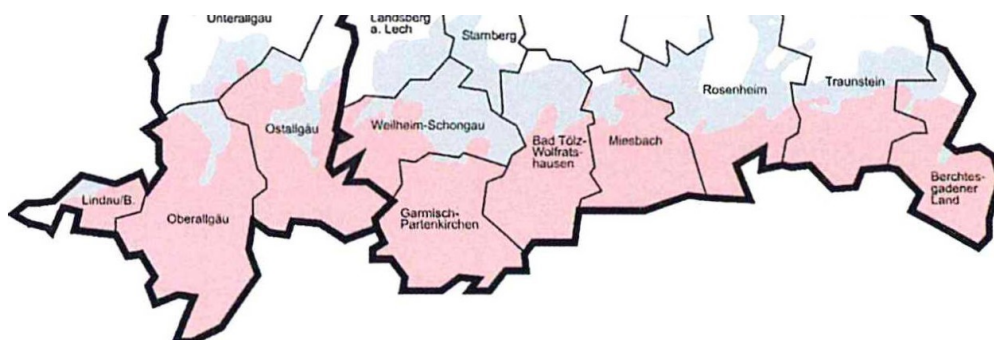 Unterallgäu
Landsberg
a. Lech
Starnberg
Rosenheim
Traunstein
Ostallgäu
Weilheim-Schongau
Bad Tölz-
Wolfrats-
hausen
Miesbach
Lindau/B.
Oberallgäu
Garmisch-
Partenkirchen
Berchtes-
gadener
Land